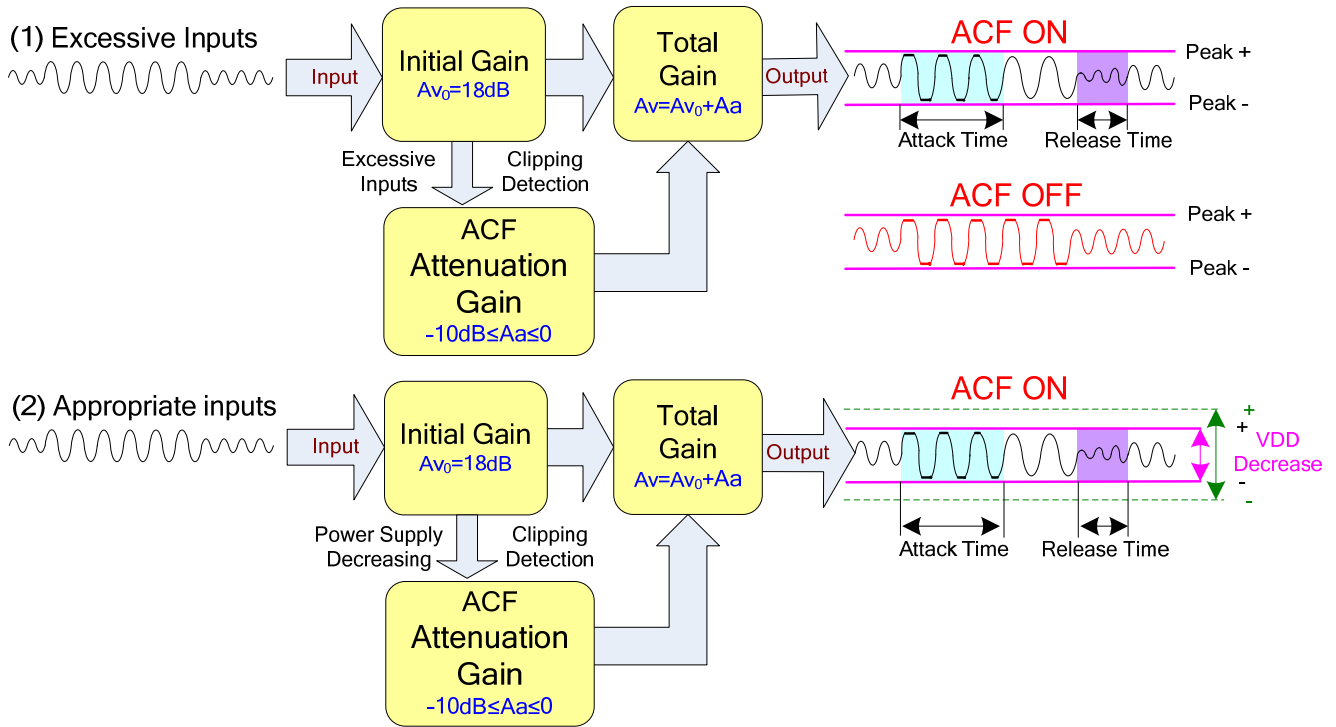 (1) Excessive Inputs
Input
Initial Gain
Av0=18dB
Total
Gain
Av=Av0+Aa
Output
ACF ON
Peak +
Peak -
Attack Time
Release Time
Excessive
Inputs
Clipping
Detection
ACF
Attenuation
Gain
-10dB≤Aa≤0
ACF OFF
Peak +
Peak -
(2) Appropriate inputs
Input
Initial Gain
Av0=18dB
Total
Gain
Av=Av0+Aa
Output
ACF ON
+
+
VDD
Decrease
-
-
Attack Time
Release Time
Power Supply
Decreasing
Clipping
Detection
ACF
Attenuation
Gain
-10dB≤Aa≤0